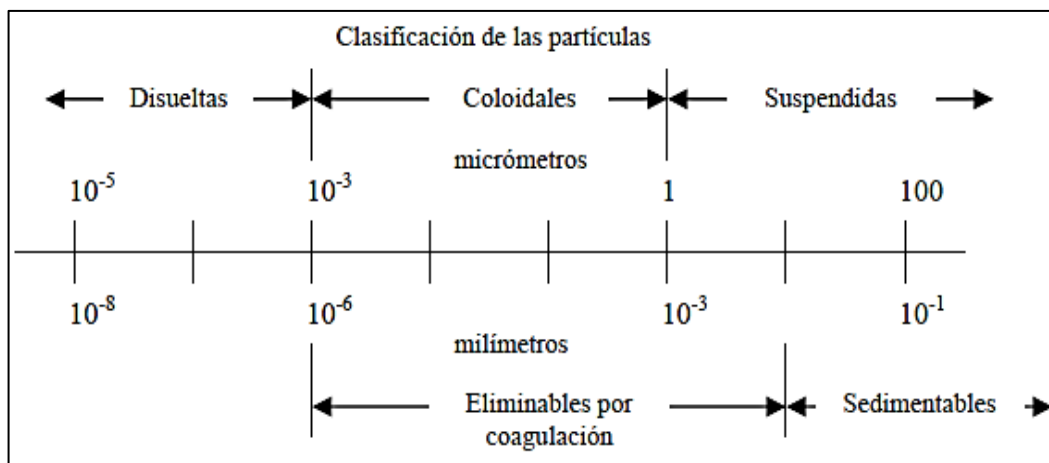 Clasificación de las partículas
Disueltas Coloidales Suspendidas
micrómetros
10⁻⁵ 10⁻³ 1 100
10⁻⁸ 10⁻⁶ 10⁻³ 10⁻¹
milímetros
Eliminables por Sedimentables
coagulación